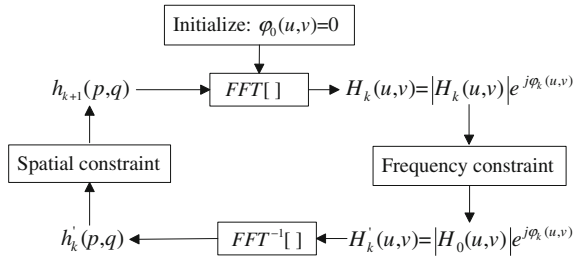 Initialize: φ₀(u,v)=0
hₖ₊₁(p,q)
FFT[ ]
Hₖ(u,v)=|Hₖ(u,v)|e^{jφₖ(u,v)}
Spatial constraint
Frequency constraint
h'ₖ(p,q)
FFT⁻¹[ ]
H'ₖ(u,v)=|H₀(u,v)|e^{jφₖ(u,v)}